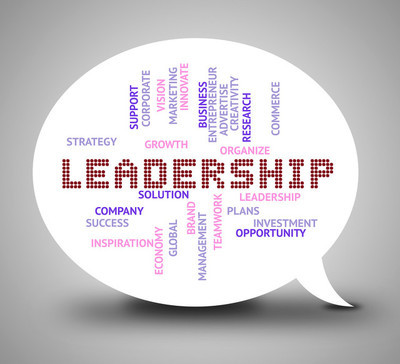 SUPPORT
CORPORATE
VISION
MARKETING
INNOVATE
BUSINESS
ENTREPRENEUR
ADVERTISE
CREATIVITY
RESEARCH
COMMERCE
STRATEGY
GROWTH
ORGANIZE
LEADERSHIP
SOLUTION
LEADERSHIP
COMPANY
BRAND
TEAMWORK
PLANS
SUCCESS
INVESTMENT
INSPIRATION
ECONOMY
GLOBAL
MANAGEMENT
OPPORTUNITY